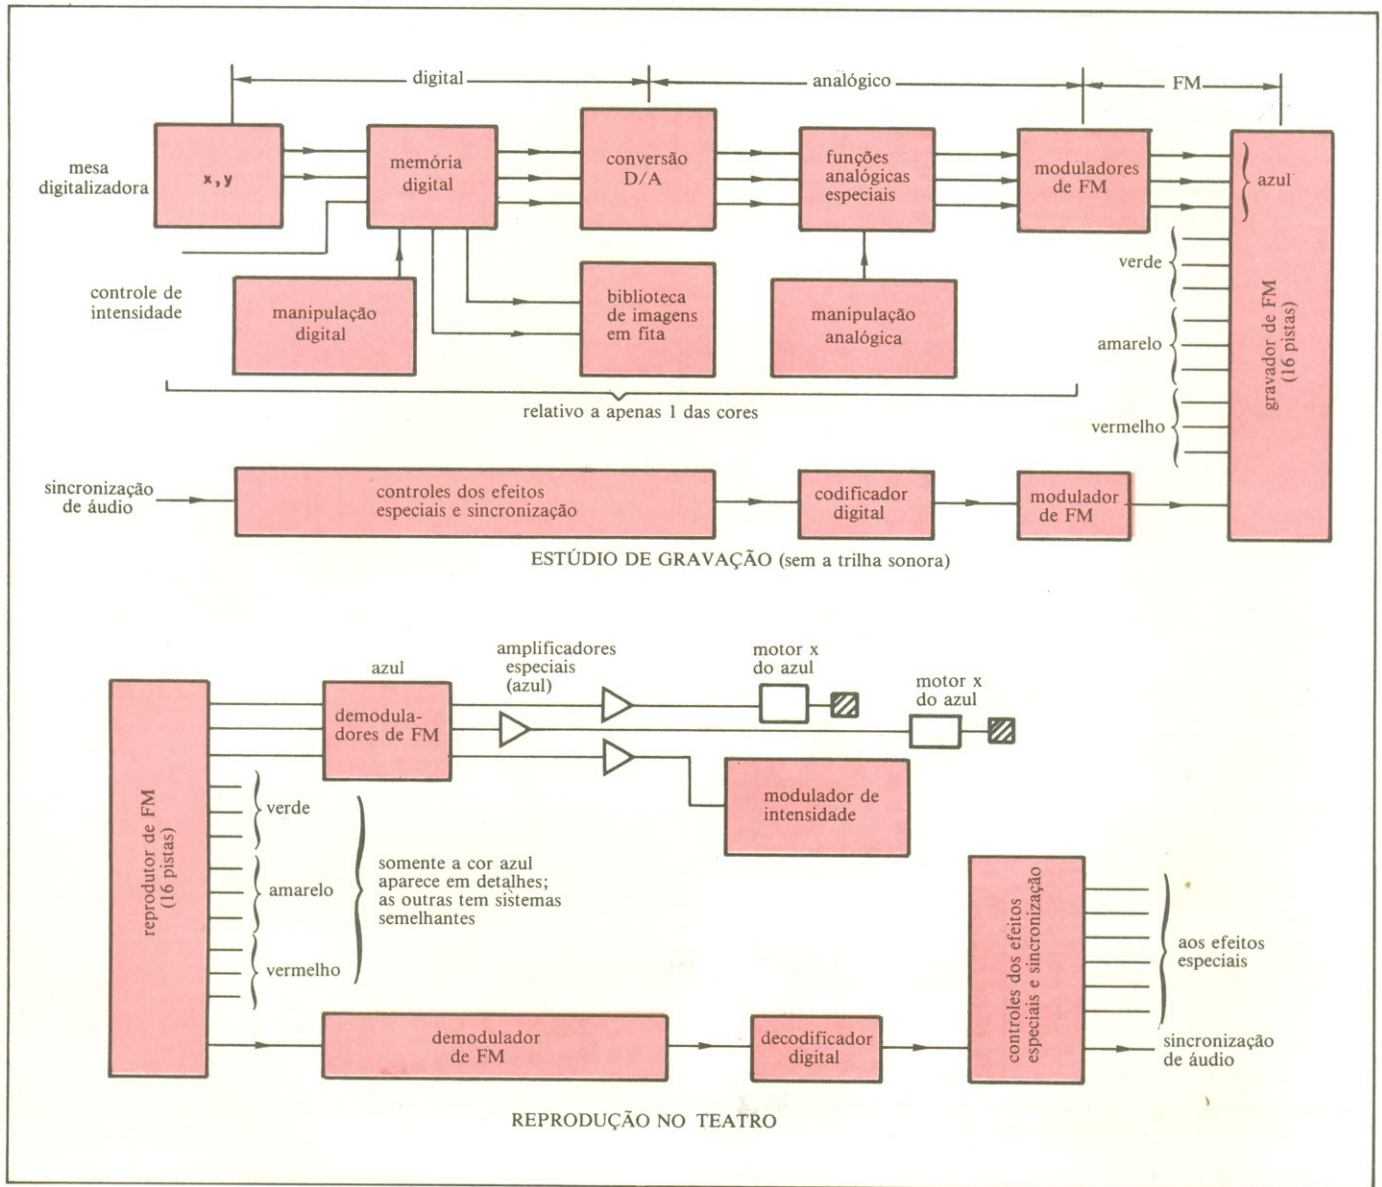 digital
analógico
FM
mesa
digitalizadora
x,y
memória
digital
conversão
D/A
funções
analógicas
especiais
moduladores
de FM
azul
verde
amarelo
vermelho
gravador de FM
(16 pistas)
controle de
intensidade
manipulação
digital
biblioteca
de imagens
em fita
manipulação
analógica
relativo a apenas 1 das cores
sincronização
de áudio
controles dos efeitos
especiais e sincronização
codificador
digital
modulador
de FM
ESTÚDIO DE GRAVAÇÃO (sem a trilha sonora)
reprodutor de FM
(16 pistas)
azul
demodula-
dores de FM
amplificadores
especiais
(azul)
motor x
do azul
motor x
do azul
modulador de
intensidade
verde
amarelo
vermelho
somente a cor azul
aparece em detalhes;
as outras tem sistemas
semelhantes
demodulador
de FM
decodificador
digital
controles dos efeitos
especiais e sincronização
aos efeitos
especiais
sincronização
de áudio
REPRODUÇÃO NO TEATRO